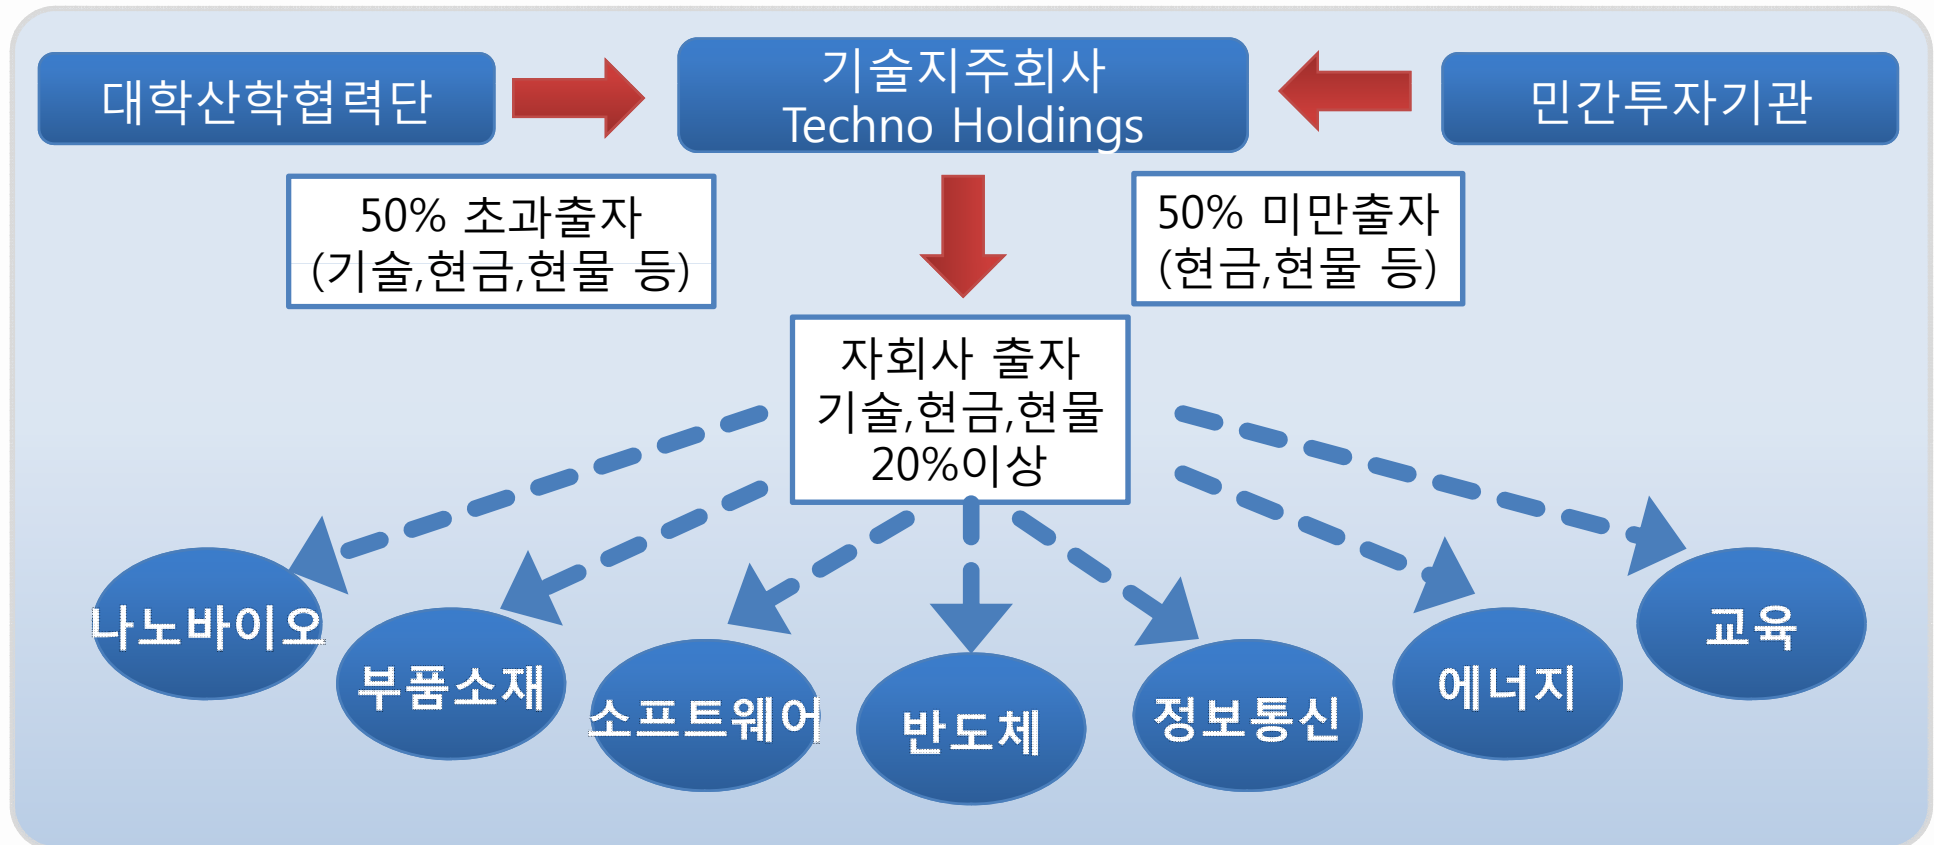 대학산학협력단
기술지주회사
Techno Holdings
민간투자기관
50% 초과출자
(기술,현금,현물 등)
50% 미만출자
(현금,현물 등)
자회사 출자
기술,현금,현물
20%이상
나노바이오
부품소재
소프트웨어
반도체
정보통신
에너지
교육